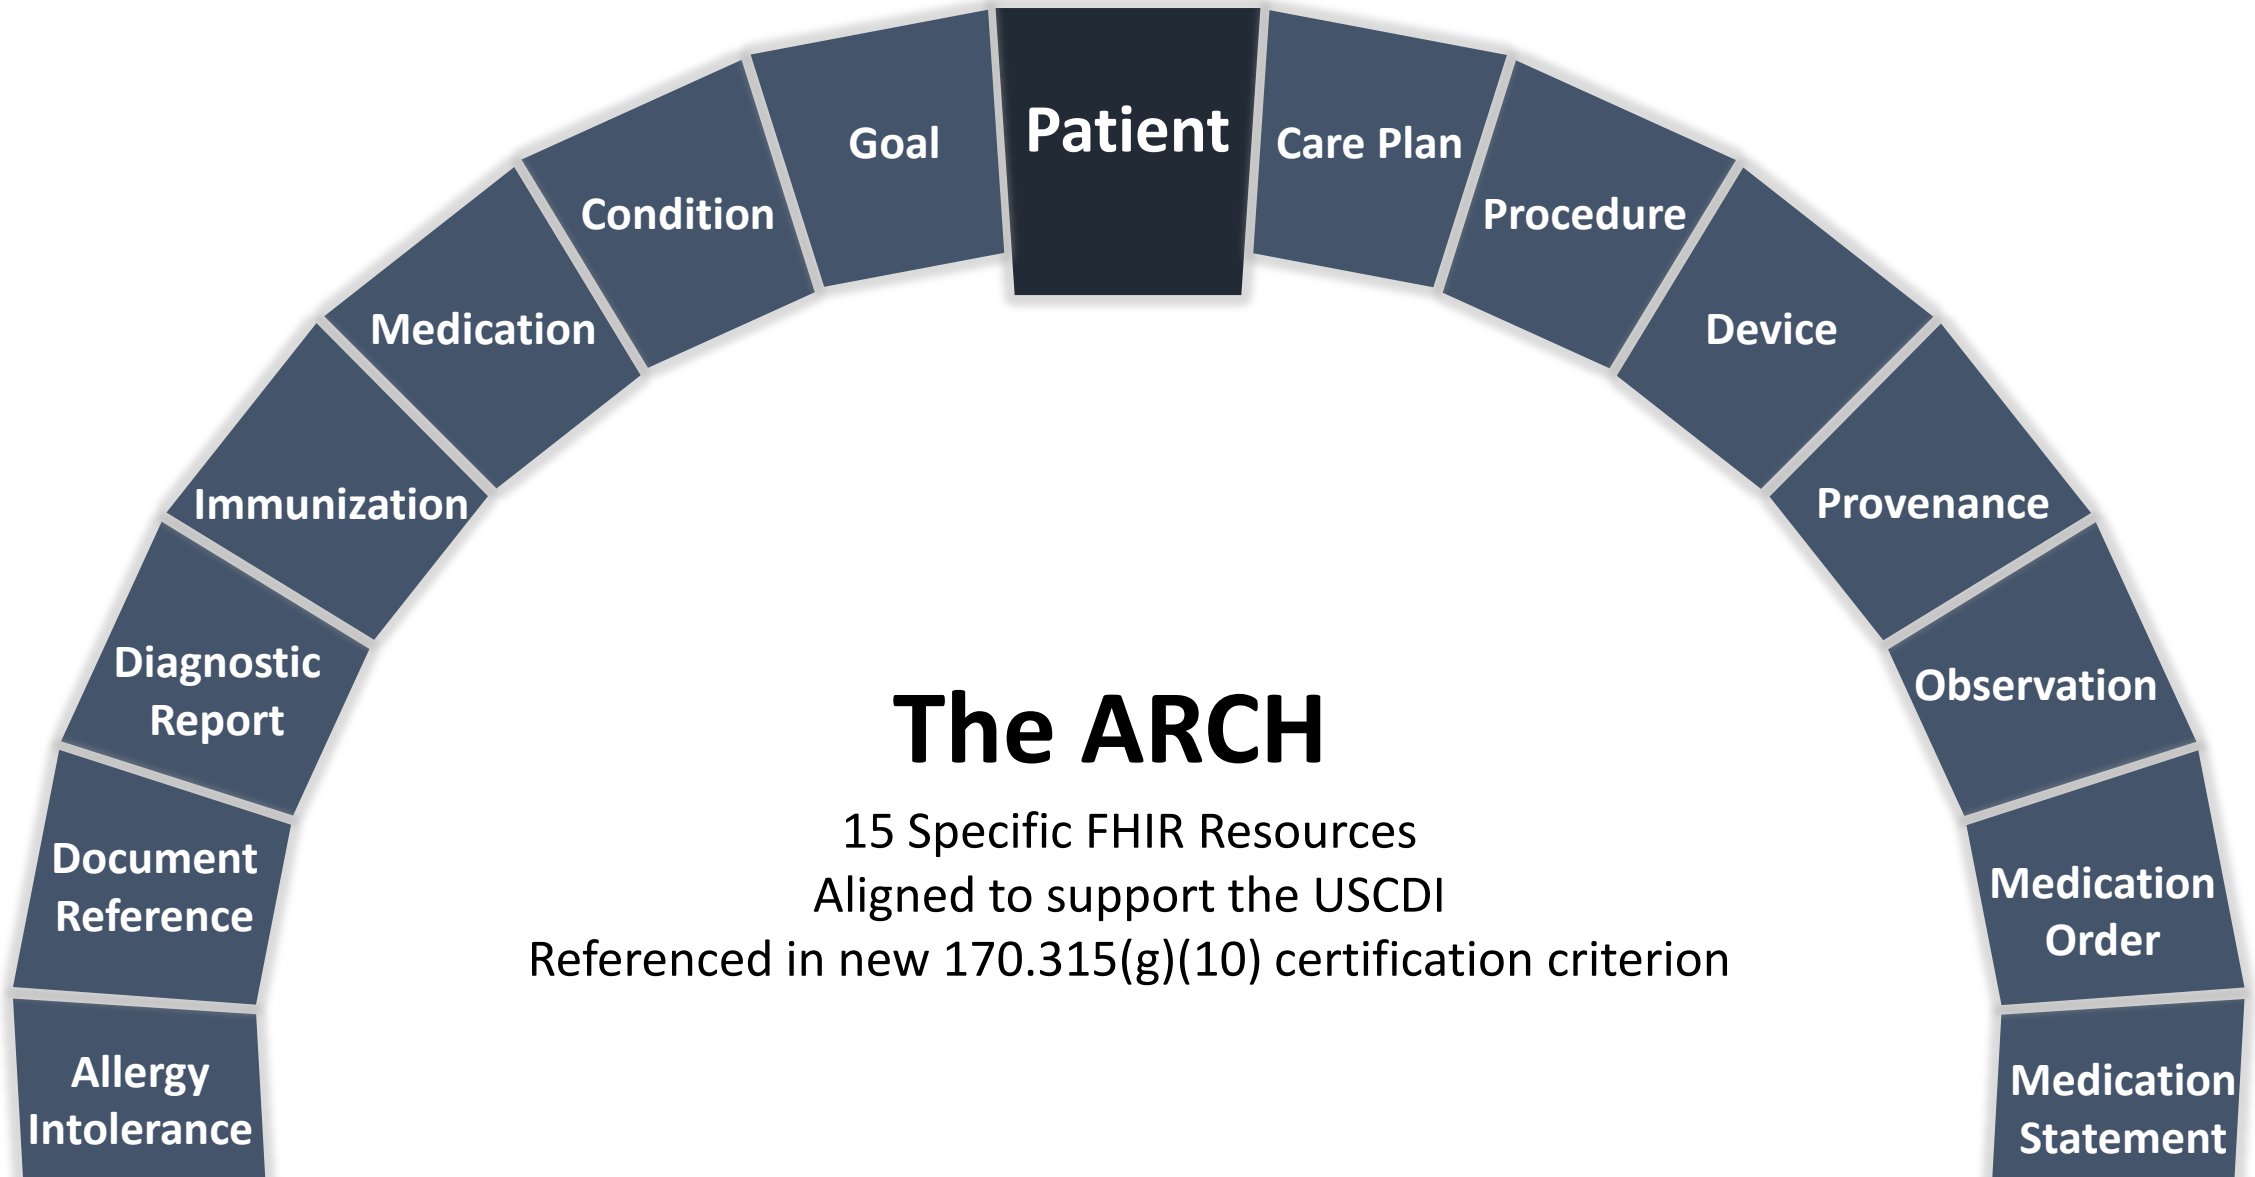 Patient
Goal
Care Plan
Condition
Procedure
Medication
Device
Immunization
Provenance
Diagnostic
Report
Observation
Document
Reference
Medication
Order
Allergy
Intolerance
Medication
Statement
The ARCH
15 Specific FHIR Resources
Aligned to support the USCDI
Referenced in new 170.315(g)(10) certification criterion